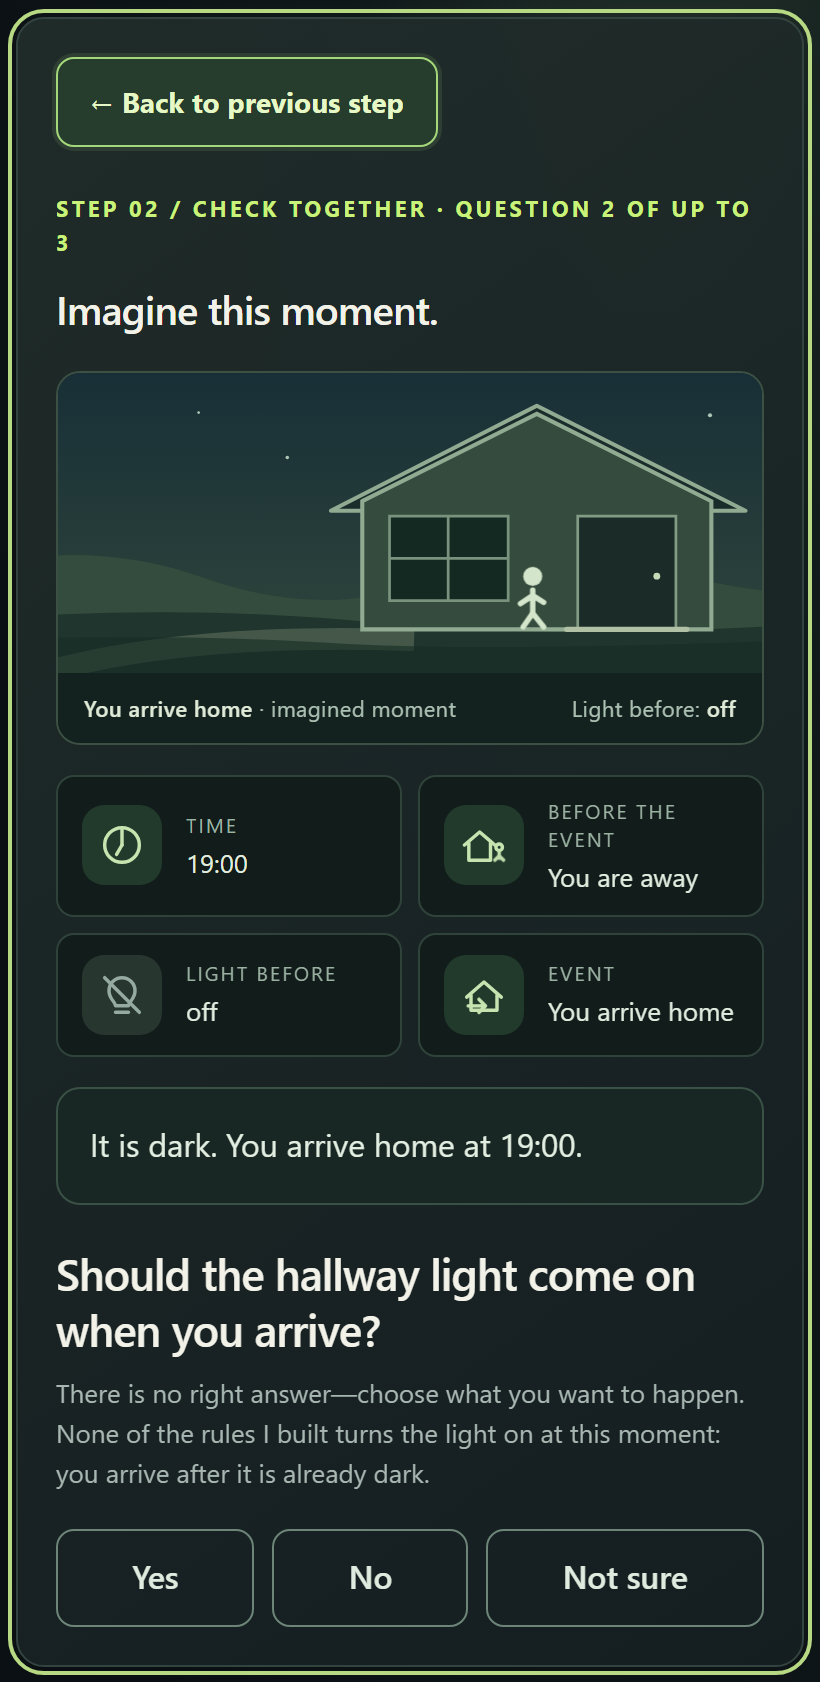 ← Back to previous step
STEP 02 / CHECK TOGETHER · QUESTION 2 OF UP TO
3
Imagine this moment.
You arrive home · imagined moment
Light before: off
TIME
19:00
BEFORE THE
EVENT
You are away
LIGHT BEFORE
off
EVENT
You arrive home
It is dark. You arrive home at 19:00.
Should the hallway light come on
when you arrive?
There is no right answer—choose what you want to happen.
None of the rules I built turns the light on at this moment:
you arrive after it is already dark.
Yes
No
Not sure